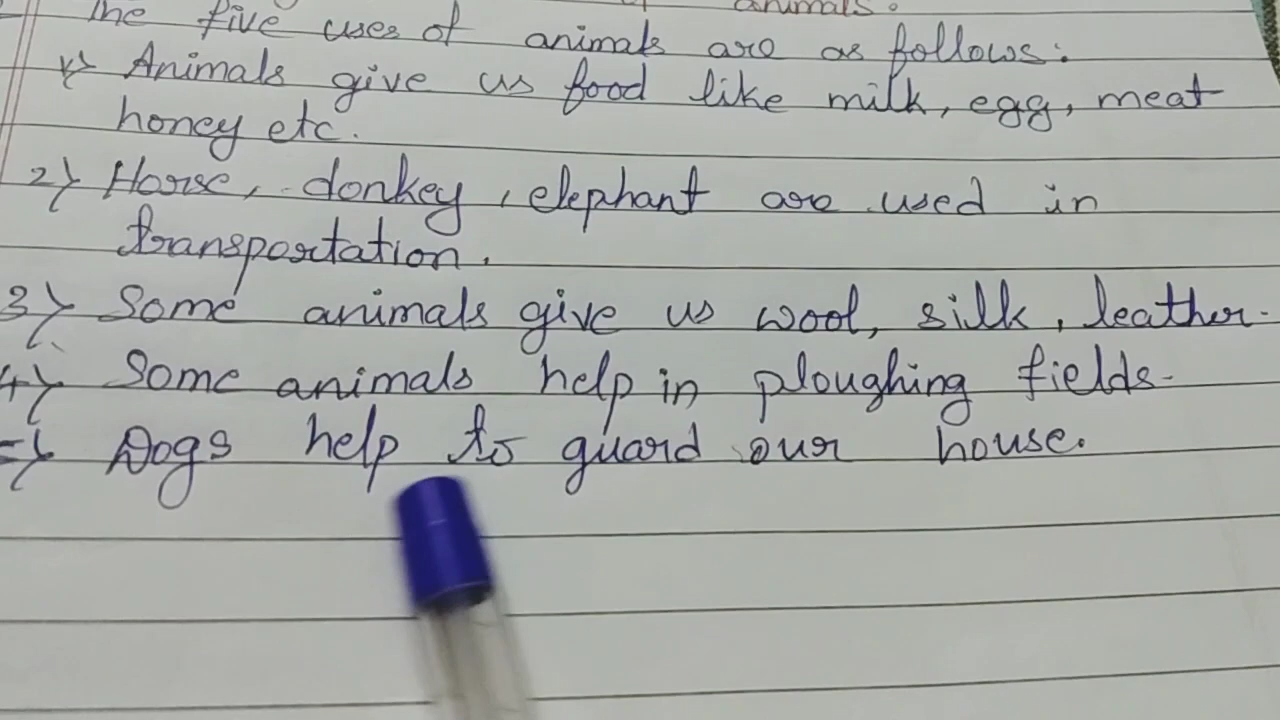 animals.
The five uses of animals are as follows:
1) Animals give us food like milk, egg, meat
honey etc.
2) Horse, donkey, elephant are used in
transportation.
3) Some animals give us wool, silk, leather.
4) Some animals help in ploughing fields.
5) Dogs help to guard our house.